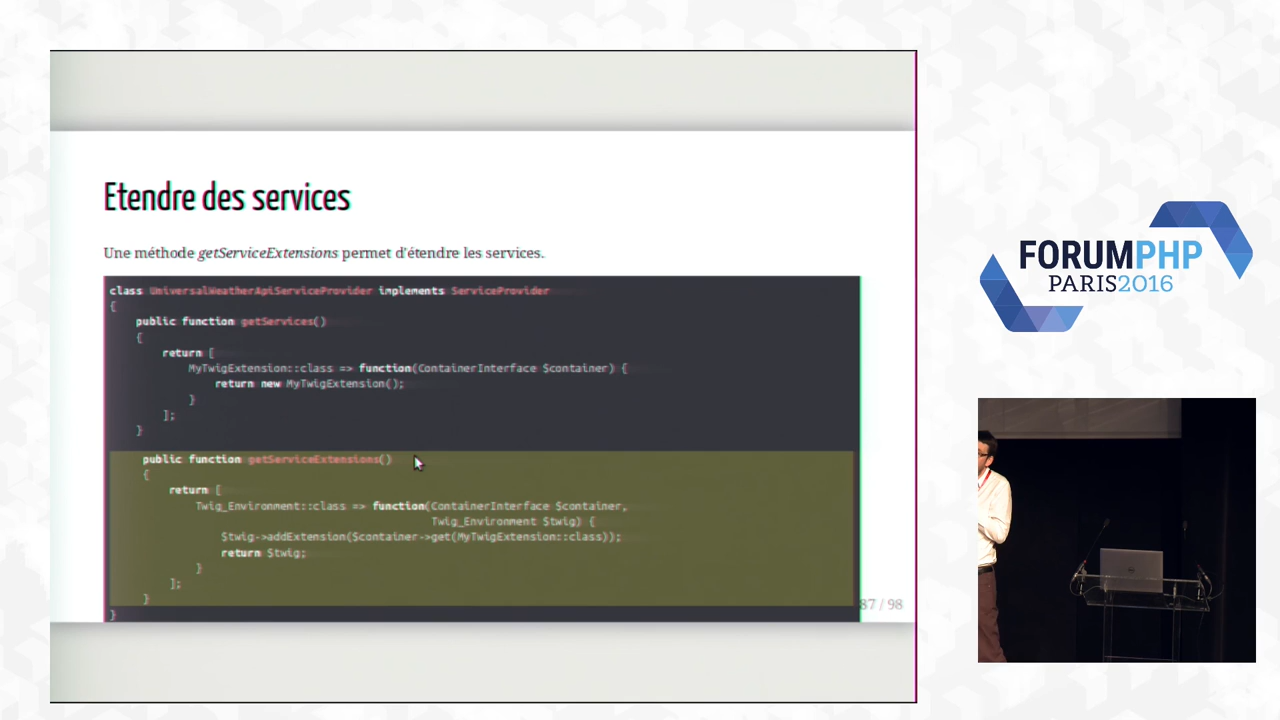 Etendre des services
Une méthode getServiceExtensions permet d'étendre les services.
class UniversalWeatherApiServiceProvider implements ServiceProvider
{
public function getServices()
{
return [
MyTwigExtension::class => function(ContainerInterface $container) {
return new MyTwigExtension();
}
];
}
public function getServiceExtensions()
{
return [
Twig_Environment::class => function(ContainerInterface $container,
Twig_Environment $twig) {
$twig->addExtension($container->get(MyTwigExtension::class));
return $twig;
}
];
}
}
87 / 98
FORUMPHP
PARIS2016